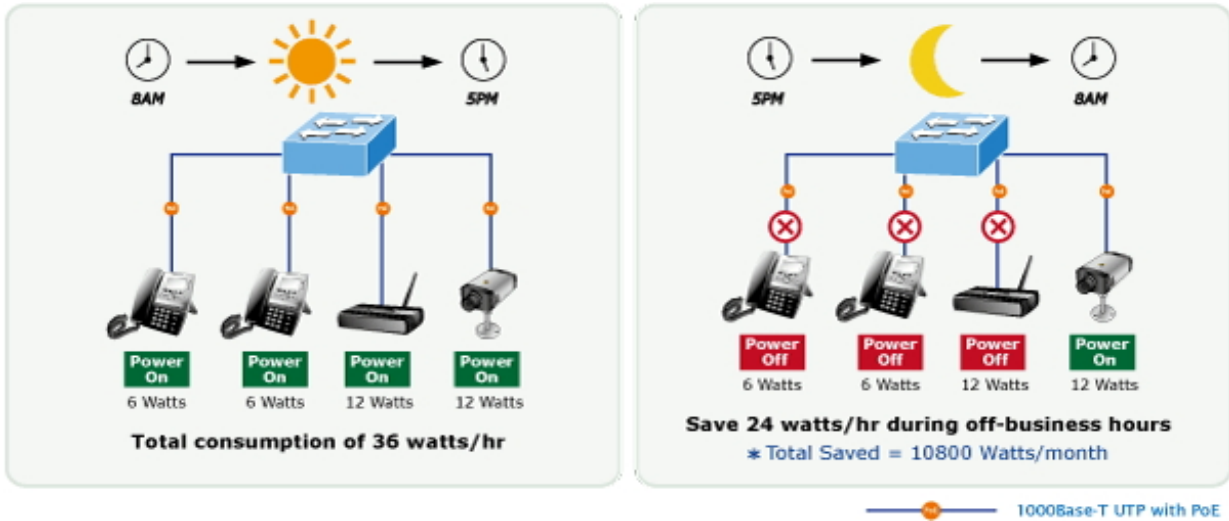 8AM
5PM
Power On
Power On
Power On
Power On
6 Watts
6 Watts
12 Watts
12 Watts
Total consumption of 36 watts/hr
5PM
8AM
PoE
Power Off
Power Off
Power Off
Power On
6 Watts
6 Watts
12 Watts
12 Watts
Save 24 watts/hr during off-business hours
* Total Saved = 10800 Watts/month
PoE
1000Base-T UTP with PoE